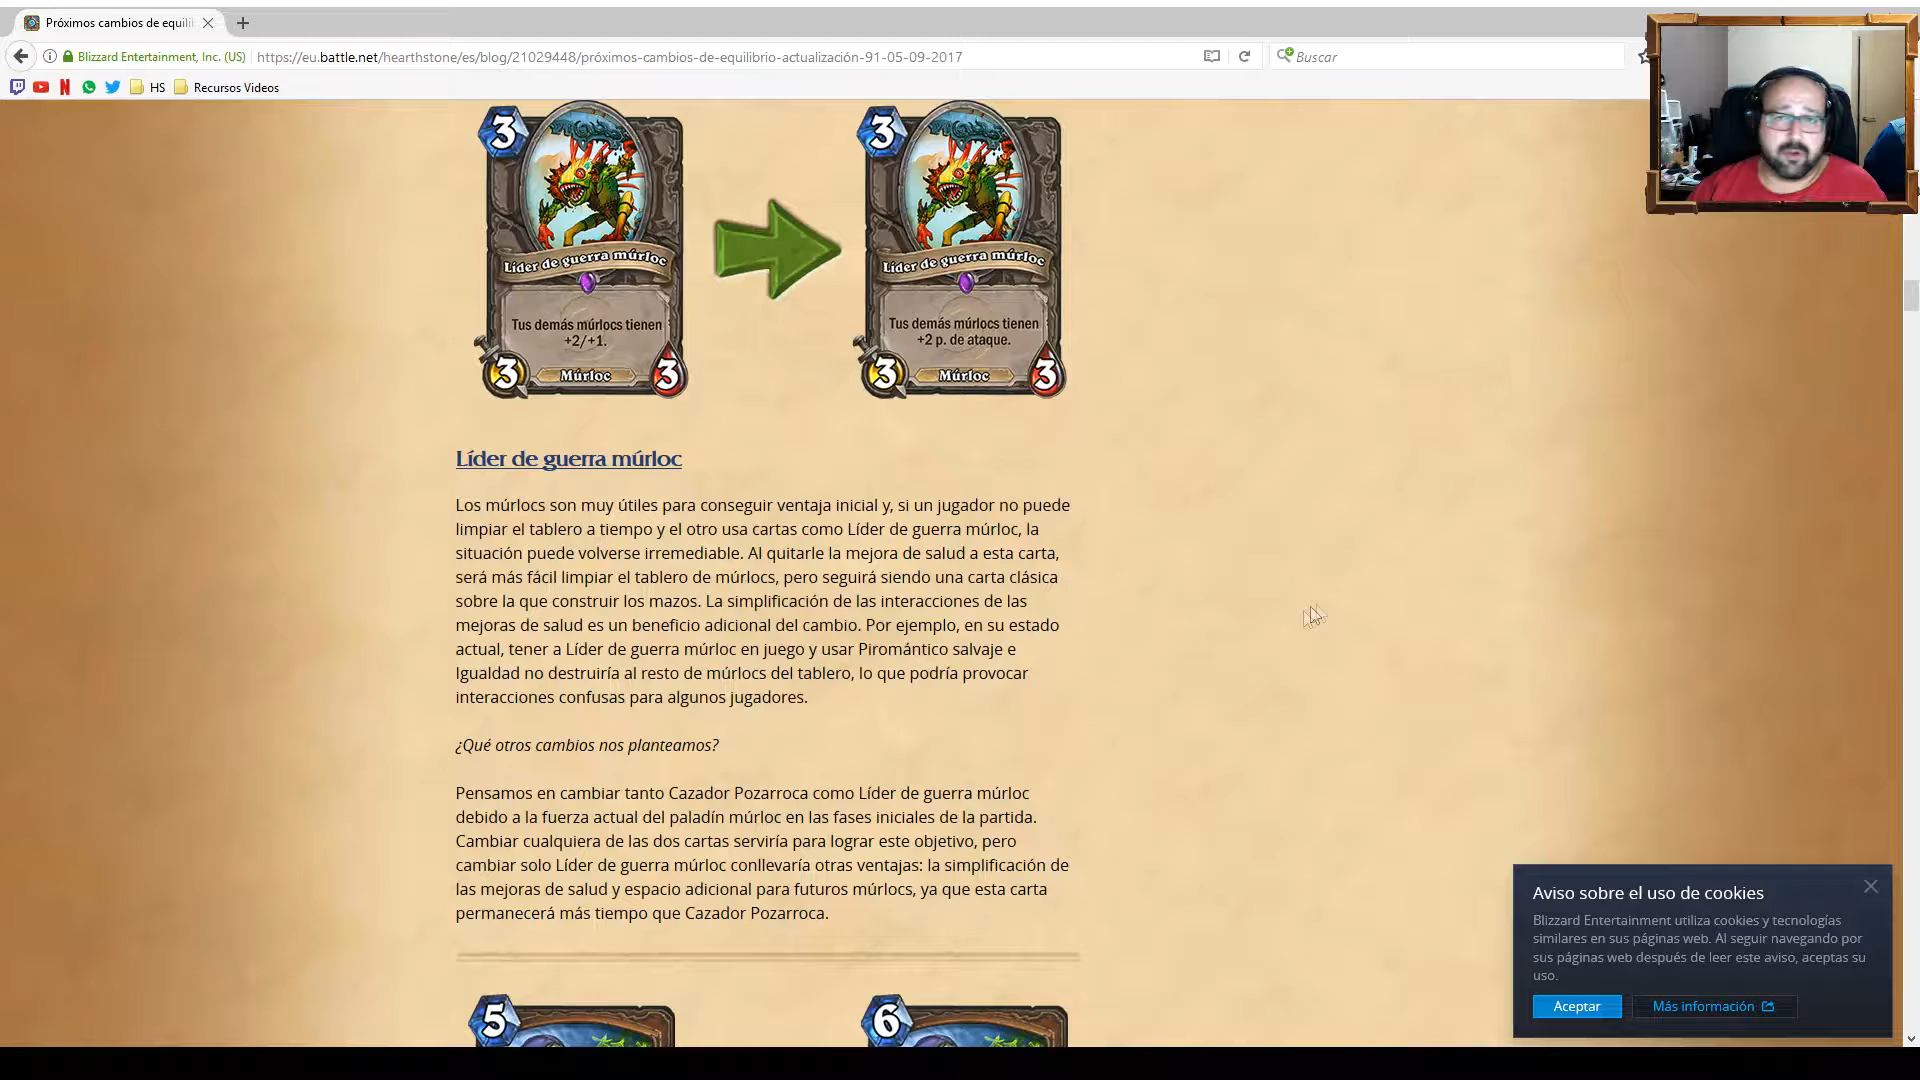 Próximos cambios de equili
Blizzard Entertainment, Inc. (US)
https://eu.battle.net/hearthstone/es/blog/21029448/próximos-cambios-de-equilibrio-actualización-91-05-09-2017
Buscar
HS
Recursos Videos
3
3
Líder de guerra múrloc
Líder de guerra múrloc
Tus demás múrlocs tienen
+2/+1.
Tus demás múrlocs tienen
+2 p. de ataque.
3
Múrloc
3
3
Múrloc
3
Líder de guerra múrloc
Los múrlocs son muy útiles para conseguir ventaja inicial y, si un jugador no puede
limpiar el tablero a tiempo y el otro usa cartas como Líder de guerra múrloc, la
situación puede volverse irremediable. Al quitarle la mejora de salud a esta carta,
será más fácil limpiar el tablero de múrlocs, pero seguirá siendo una carta clásica
sobre la que construir los mazos. La simplificación de las interacciones de las
mejoras de salud es un beneficio adicional del cambio. Por ejemplo, en su estado
actual, tener a Líder de guerra múrloc en juego y usar Piromántico salvaje e
Igualdad no destruiría al resto de múrlocs del tablero, lo que podría provocar
interacciones confusas para algunos jugadores.
¿Qué otros cambios nos planteamos?
Pensamos en cambiar tanto Cazador Pozarroca como Líder de guerra múrloc
debido a la fuerza actual del paladín múrloc en las fases iniciales de la partida.
Cambiar cualquiera de las dos cartas serviría para lograr este objetivo, pero
cambiar solo Líder de guerra múrloc conllevaría otras ventajas: la simplificación de
las mejoras de salud y espacio adicional para futuros múrlocs, ya que esta carta
permanecerá más tiempo que Cazador Pozarroca.
5
6
Aviso sobre el uso de cookies
Blizzard Entertainment utiliza cookies y tecnologías
similares en sus páginas web. Al seguir navegando por
sus páginas web después de leer este aviso, aceptas su
uso.
Aceptar
Más información